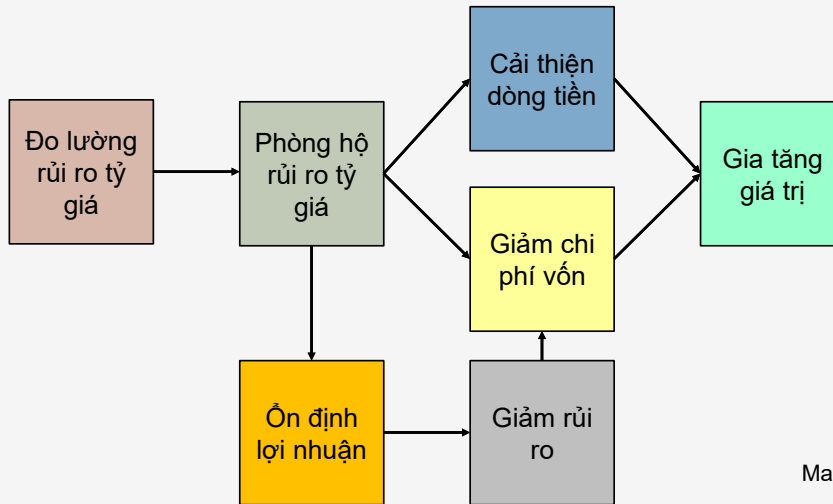 Đo lường
rủi ro tỷ
giá
Phòng hộ
rủi ro tỷ
giá
Cải thiện
dòng tiền
Giảm chi
phí vốn
Gia tăng
giá trị
Ổn định
lợi nhuận
Giảm rủi
ro
Ma